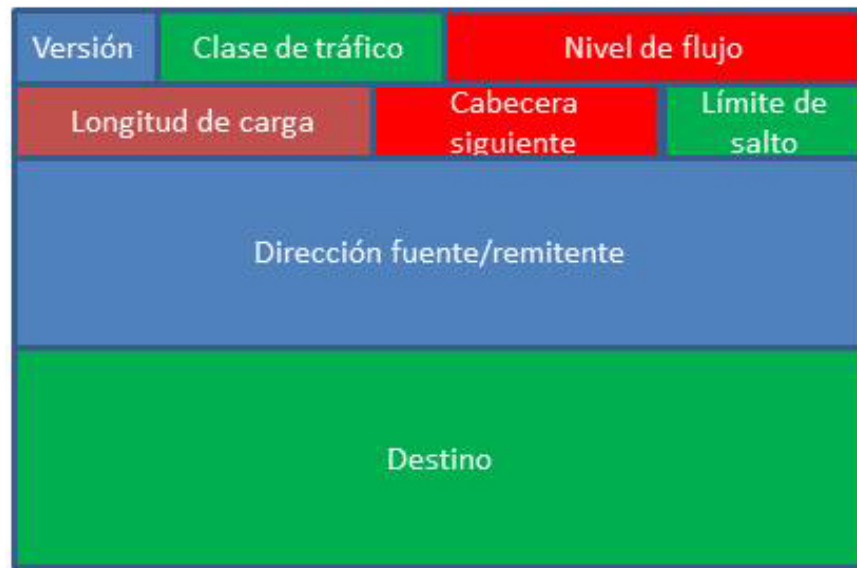 Versión
Clase de tráfico
Nivel de flujo
Longitud de carga
Cabecera
siguiente
Límite de
salto
Dirección fuente/remitente
Destino